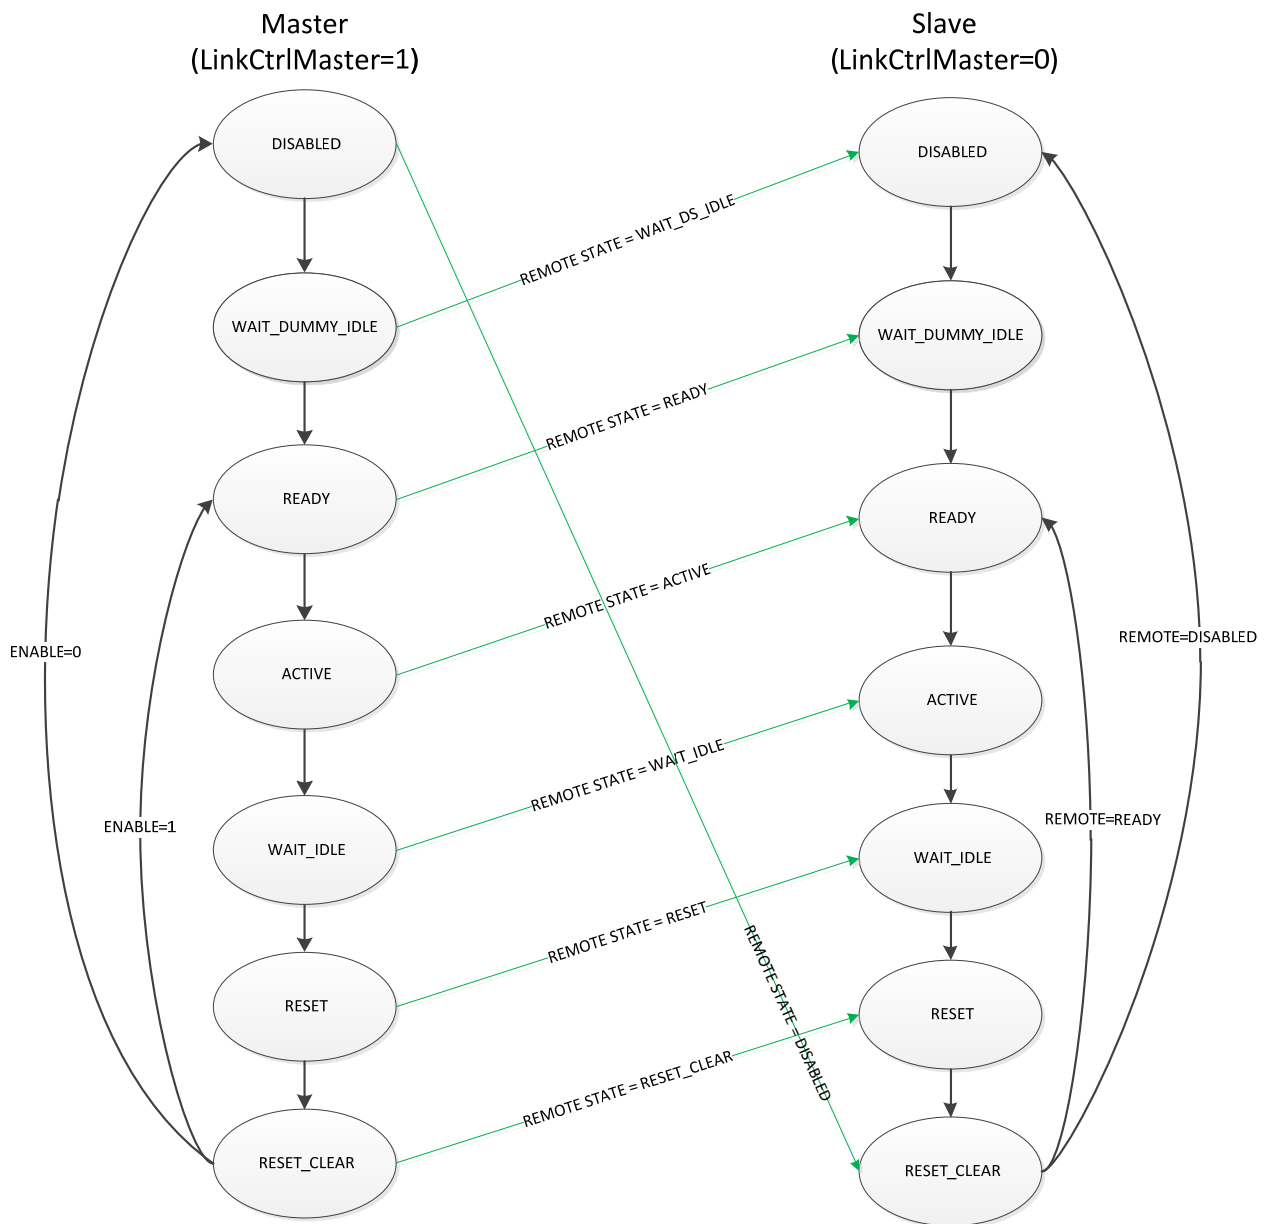 Master
(LinkCtrlMaster=1)
Slave
(LinkCtrlMaster=0)
DISABLED
DISABLED
REMOTE STATE = WAIT_DS_IDLE
WAIT_DUMMY_IDLE
WAIT_DUMMY_IDLE
REMOTE STATE = READY
READY
READY
REMOTE STATE = ACTIVE
ENABLE=0
REMOTE=DISABLED
ACTIVE
ACTIVE
REMOTE STATE = WAIT_IDLE
ENABLE=1
REMOTE=READY
WAIT_IDLE
WAIT_IDLE
REMOTE STATE = RESET
REMOTE STATE = DISABLED
RESET
RESET
REMOTE STATE = RESET_CLEAR
RESET_CLEAR
RESET_CLEAR